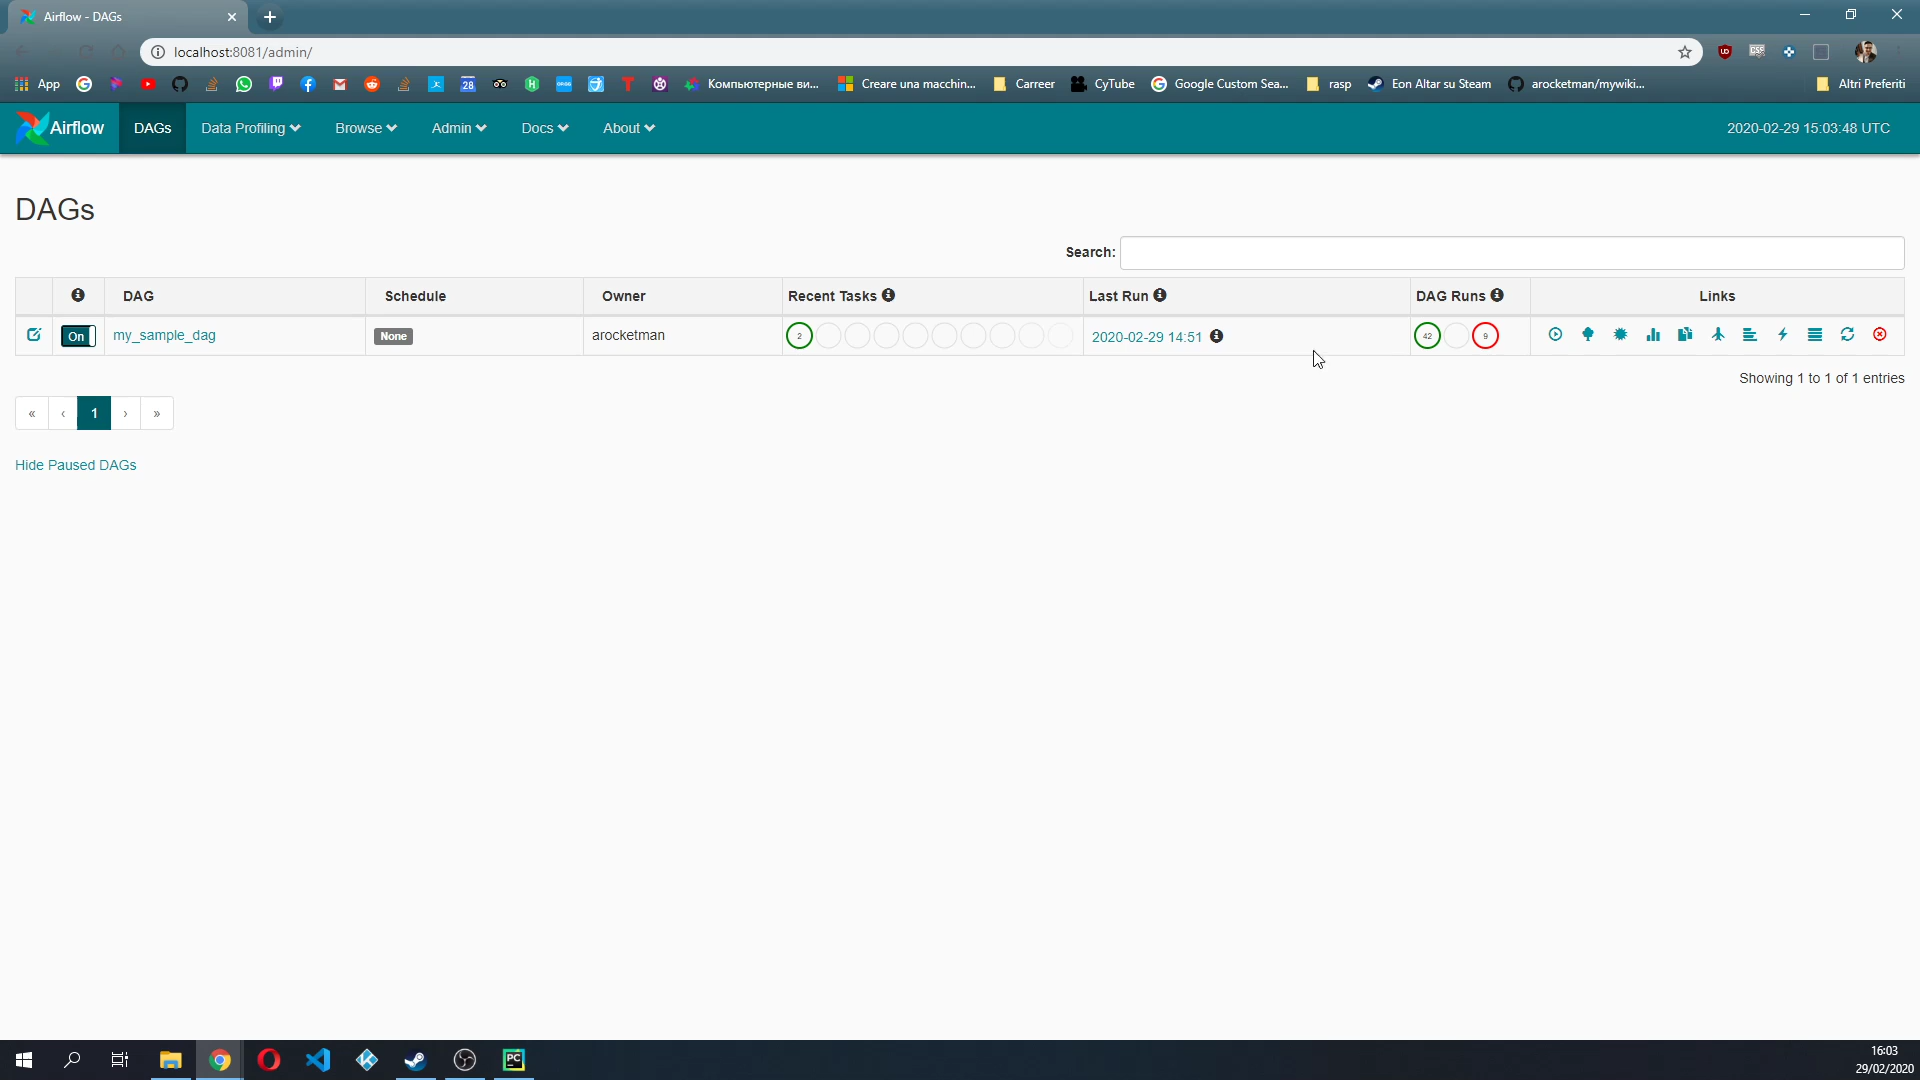 Airflow - DAGs
localhost:8081/admin/
App
28
Компьютерные ви...
Creare una macchin...
Carreer
CyTube
Google Custom Sea...
rasp
Eon Altar su Steam
arocketman/mywiki...
Altri Preferiti
Airflow DAGs Data Profiling Browse Admin Docs About 2020-02-29 15:03:48 UTC
DAGs
Search:
DAG Schedule Owner Recent Tasks Last Run DAG Runs Links
On my_sample_dag None arocketman 2 2020-02-29 14:51 42 9
Showing 1 to 1 of 1 entries
« ‹ 1 › »
Hide Paused DAGs
PC
16:03
29/02/2020